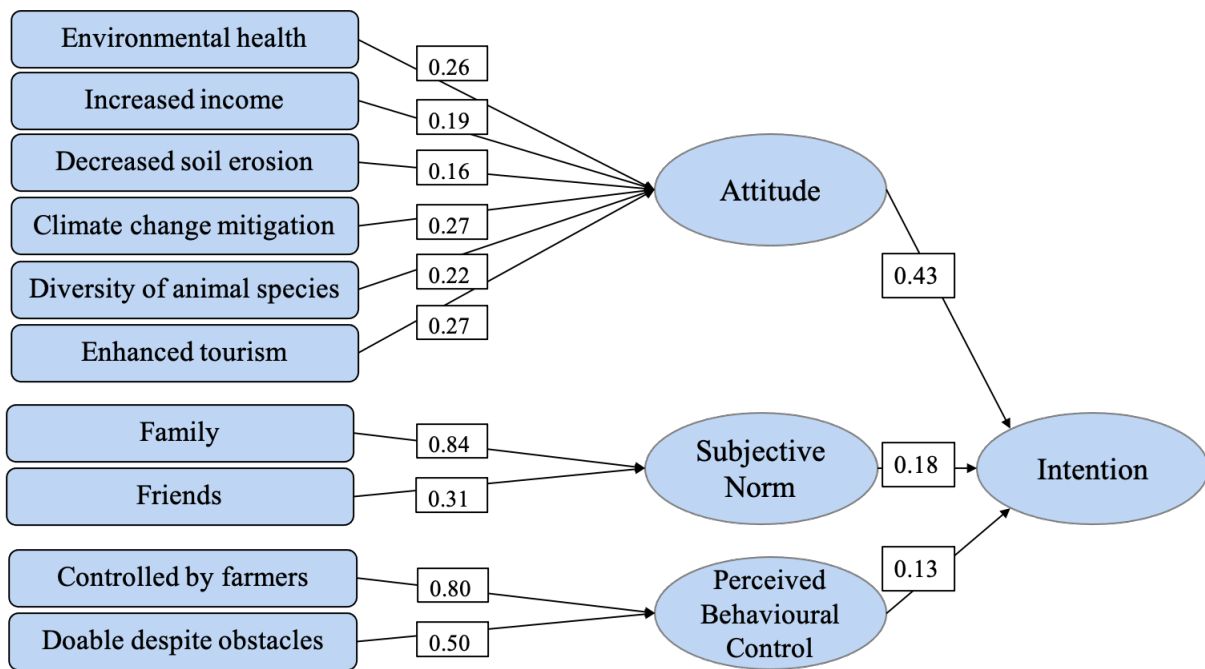 Environmental health
0.26
Increased income
0.19
Decreased soil erosion
0.16
Climate change mitigation
0.27
Diversity of animal species
0.22
Enhanced tourism
0.27
Attitude
0.43
Family
0.84
Friends
0.31
Subjective
Norm
0.18
Intention
Controlled by farmers
0.80
Doable despite obstacles
0.50
Perceived
Behavioural
Control
0.13